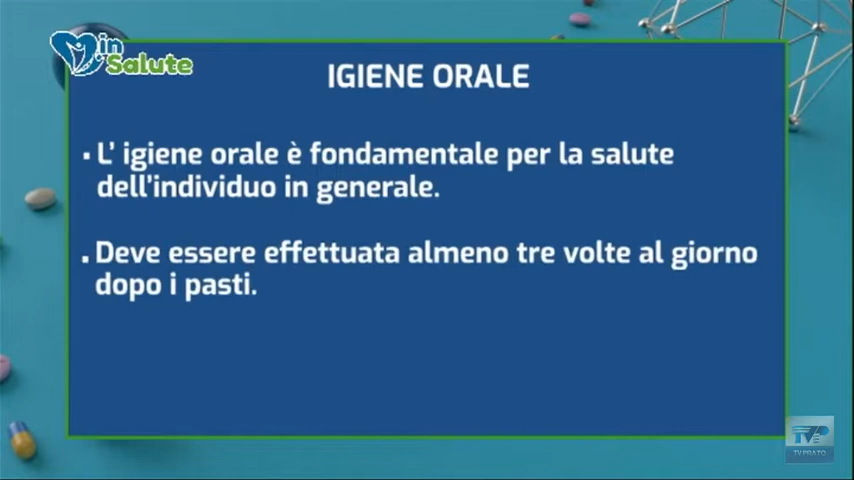 in
Salute
IGIENE ORALE
▪ L' igiene orale è fondamentale per la salute
dell'individuo in generale.
. Deve essere effettuata almeno tre volte al giorno
dopo i pasti.
TVP
TV PRATO